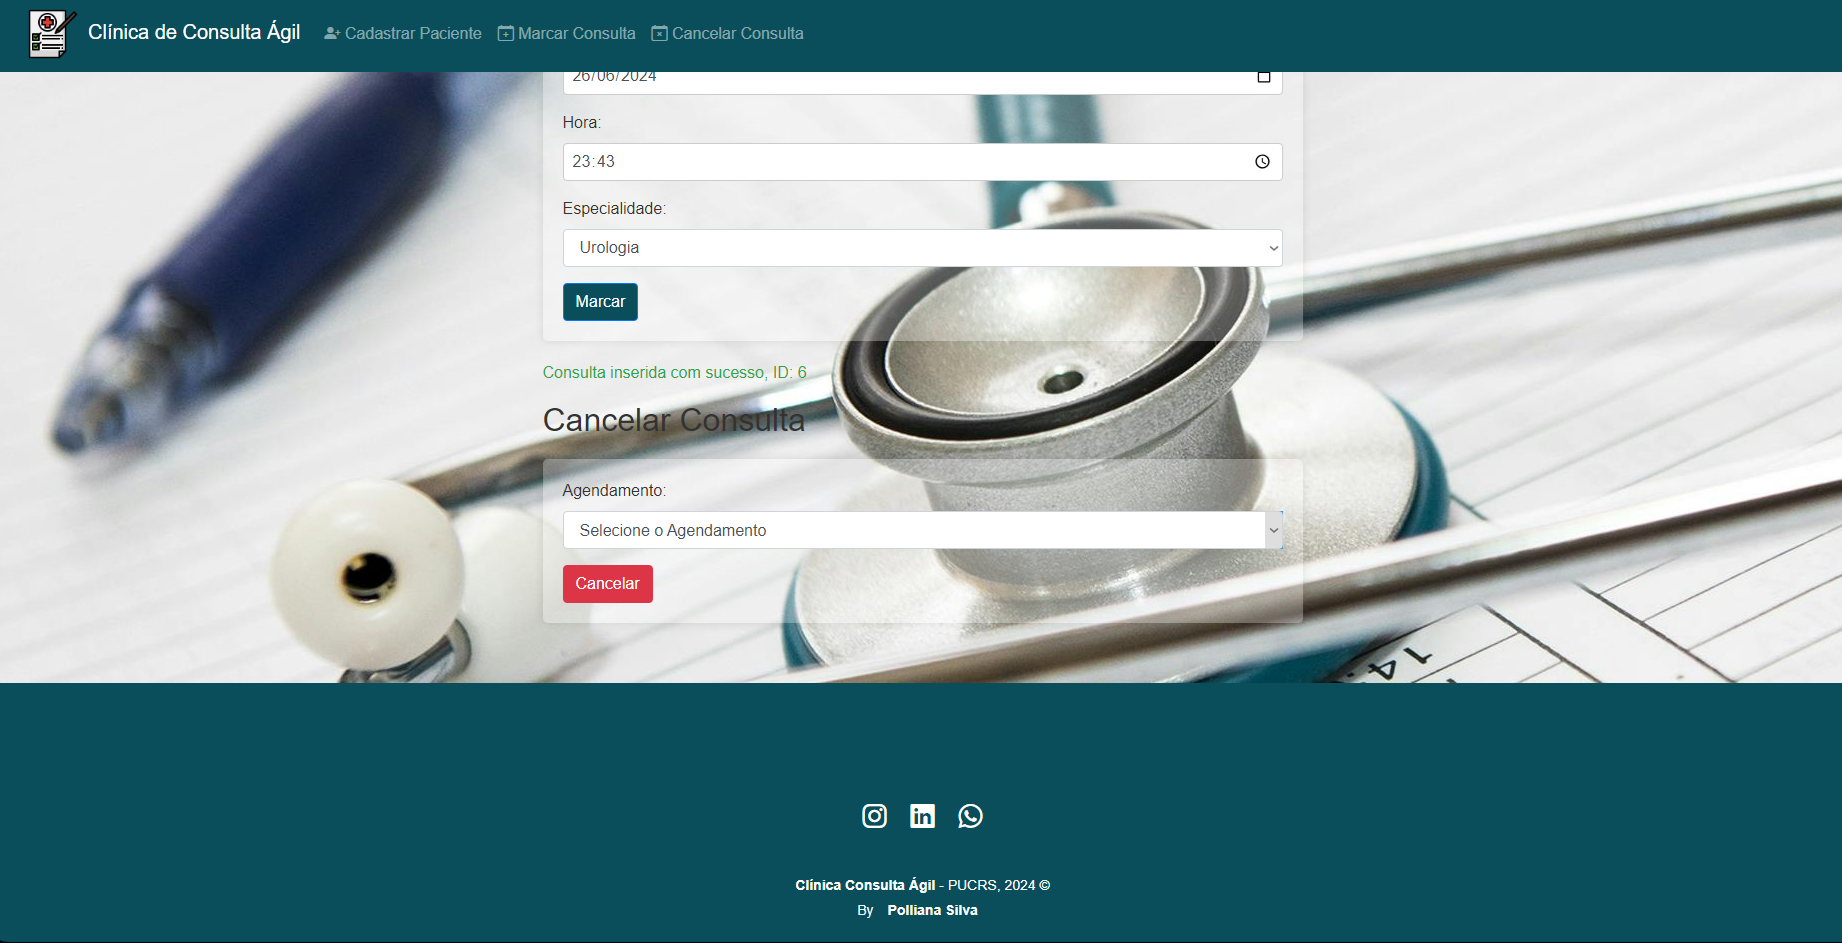 Clínica de Consulta Ágil
Cadastrar Paciente
Marcar Consulta
Cancelar Consulta
26/06/2024
Hora:
23:43
Especialidade:
Urologia
Marcar
Consulta inserida com sucesso, ID: 6
Cancelar Consulta
Agendamento:
Selecione o Agendamento
Cancelar
14
Clínica Consulta Ágil - PUCRS, 2024 ©
By Polliana Silva